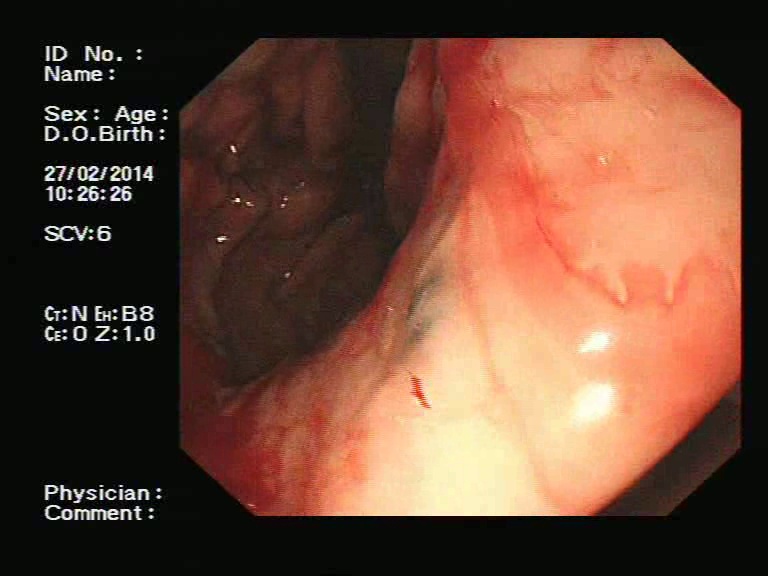 ID No. :
Name :
Sex : Age :
D.O.Birth :
27/02/2014
10:26:26
SCV:6
CT:N EH:B8
CE:0 Z:1.0
Physician :
Comment :